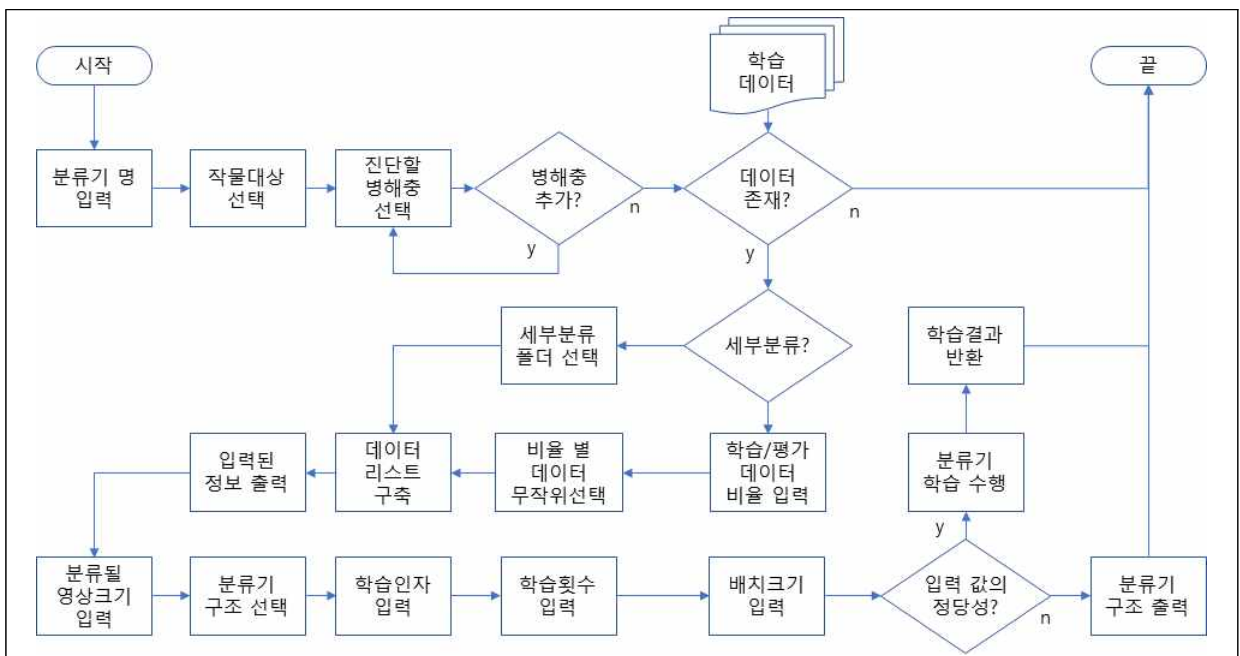 시작
학습
데이터
끝
분류기 명
입력
작물대상
선택
진단할
병해충
선택
병해충
추가?
n
y
데이터
존재?
n
y
세부분류
폴더 선택
세부분류?
학습결과
반환
입력된
정보 출력
데이터
리스트
구축
비율 별
데이터
무작위선택
학습/평가
데이터
비율 입력
분류기
학습 수행
y
분류될
영상크기
입력
분류기
구조 선택
학습인자
입력
학습횟수
입력
배치크기
입력
입력 값의
정당성?
n
분류기
구조 출력